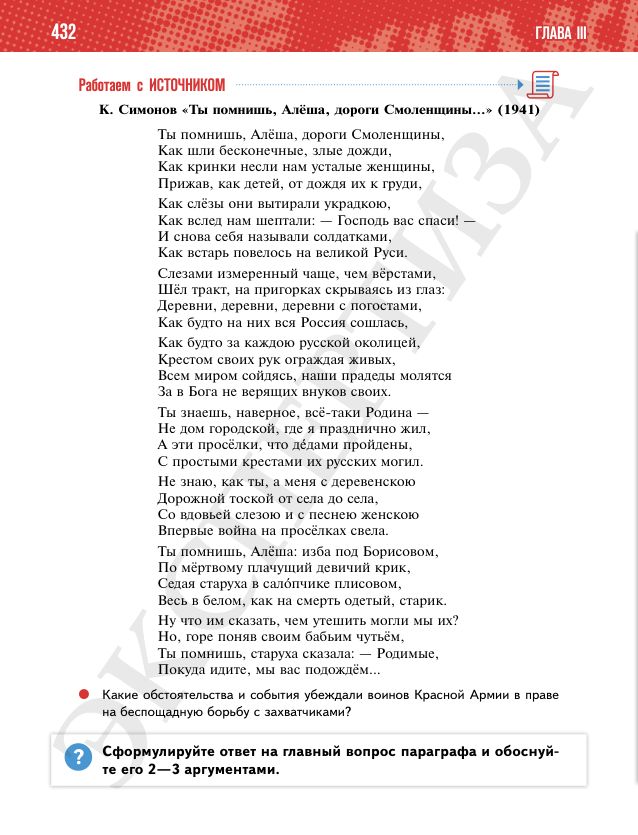 432
ГЛАВА III
Работаем с ИСТОЧНИКОМ
К. Симонов «Ты помнишь, Алёша, дороги Смоленщины...» (1941)
Ты помнишь, Алёша, дороги Смоленщины,
Как шли бесконечные, злые дожди,
Как кринки несли нам усталые женщины,
Прижав, как детей, от дождя их к груди,
Как слёзы они вытирали украдкою,
Как вслед нам шептали: — Господь вас спаси! —
И снова себя называли солдатками,
Как встарь повелось на великой Руси.
Слезами измеренный чаще, чем вёрстами,
Шёл тракт, на пригорках скрываясь из глаз:
Деревни, деревни, деревни с погостами,
Как будто на них вся Россия сошлась,
Как будто за каждою русской околицей,
Крестом своих рук ограждая живых,
Всем миром сойдясь, наши прадеды молятся
За в Бога не верящих внуков своих.
Ты знаешь, наверное, всё-таки Родина —
Не дом городской, где я празднично жил,
А эти просёлки, что де́дами пройдены,
С простыми крестами их русских могил.
Не знаю, как ты, а меня с деревенскою
Дорожной тоской от села до села,
Со вдовьей слезою и с песнею женскою
Впервые война на просёлках свела.
Ты помнишь, Алёша: изба под Борисовом,
По мёртвому плачущий девичий крик,
Седая старуха в сало́пчике плисовом,
Весь в белом, как на смерть одетый, старик.
Ну что им сказать, чем утешить могли мы их?
Но, горе поняв своим бабьим чутьём,
Ты помнишь, старуха сказала: — Родимые,
Покуда идите, мы вас подождём...
Какие обстоятельства и события убеждали воинов Красной Армии в праве
на беспощадную борьбу с захватчиками?
?
Сформулируйте ответ на главный вопрос параграфа и обоснуй-
те его 2—3 аргументами.
ЭКСПЕРТИЗА